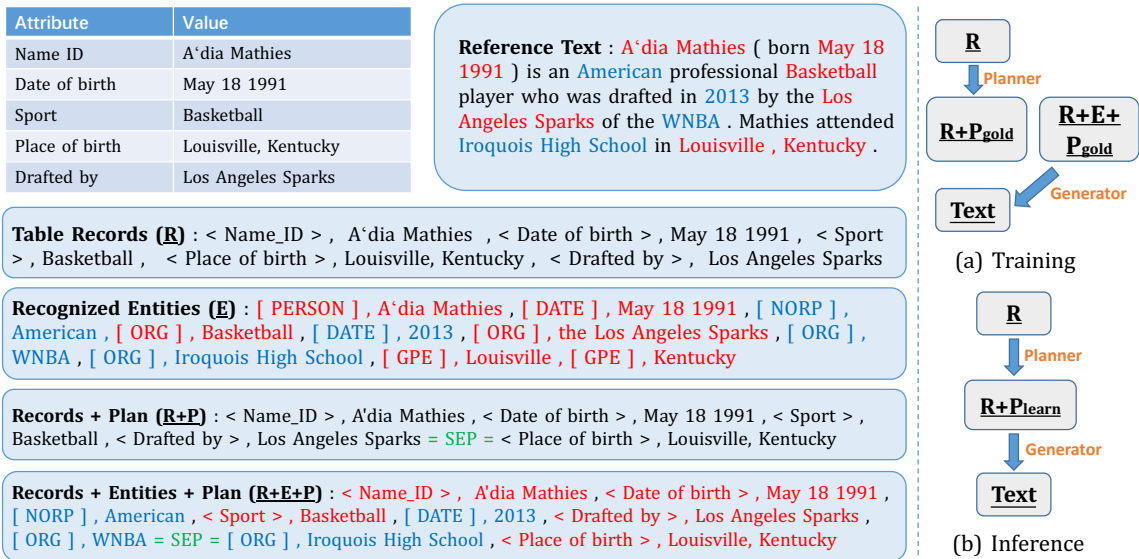 Attribute Value
Name ID A‘dia Mathies
Date of birth May 18 1991
Sport Basketball
Place of birth Louisville, Kentucky
Drafted by Los Angeles Sparks
Reference Text : A‘dia Mathies ( born May 18
1991 ) is an American professional Basketball
player who was drafted in 2013 by the Los
Angeles Sparks of the WNBA . Mathies attended
Iroquois High School in Louisville , Kentucky .
Table Records (R) : < Name_ID > , A‘dia Mathies , < Date of birth > , May 18 1991 , < Sport
> , Basketball , < Place of birth > , Louisville, Kentucky , < Drafted by > , Los Angeles Sparks
Recognized Entities (E) : [ PERSON ] , A‘dia Mathies , [ DATE ] , May 18 1991 , [ NORP ] ,
American , [ ORG ] , Basketball , [ DATE ] , 2013 , [ ORG ] , the Los Angeles Sparks , [ ORG ] ,
WNBA , [ ORG ] , Iroquois High School , [ GPE ] , Louisville , [ GPE ] , Kentucky
Records + Plan (R+P) : < Name_ID > , A'dia Mathies , < Date of birth > , May 18 1991 , < Sport > ,
Basketball , < Drafted by > , Los Angeles Sparks = SEP = < Place of birth > , Louisville, Kentucky
Records + Entities + Plan (R+E+P) : < Name_ID > , A'dia Mathies , < Date of birth > , May 18 1991 ,
[ NORP ] , American , < Sport > , Basketball , [ DATE ] , 2013 , < Drafted by > , Los Angeles Sparks ,
[ ORG ] , WNBA = SEP = [ ORG ] , Iroquois High School , < Place of birth > , Louisville, Kentucky
R
Planner
R+Pgold
R+E+
Pgold
Generator
Text
(a) Training
R
Planner
R+Plearn
Generator
Text
(b) Inference